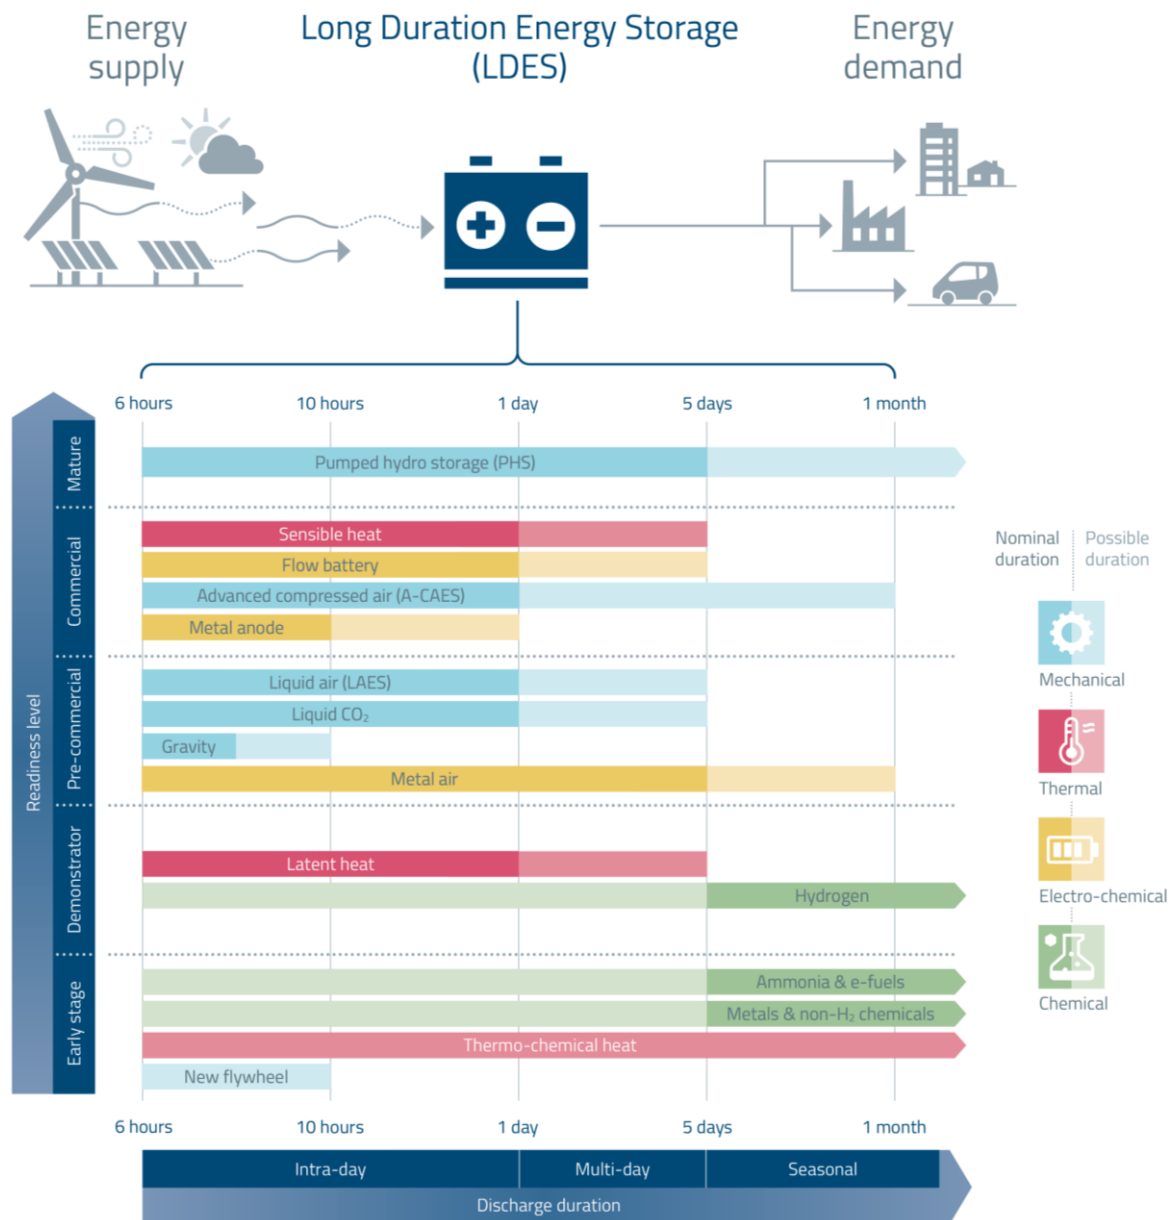 Energy
supply
Long Duration Energy Storage
(LDES)
Energy
demand
6 hours
10 hours
1 day
5 days
1 month
Readiness level
Mature
Pumped hydro storage (PHS)
Commercial
Sensible heat
Flow battery
Advanced compressed air (A-CAES)
Metal anode
Pre-commercial
Liquid air (LAES)
Liquid CO₂
Gravity
Metal air
Demonstrator
Latent heat
Hydrogen
Early stage
Ammonia & e-fuels
Metals & non-H₂ chemicals
Thermo-chemical heat
New flywheel
6 hours
10 hours
1 day
5 days
1 month
Intra-day
Multi-day
Seasonal
Discharge duration
Nominal
duration
Possible
duration
Mechanical
Thermal
Electro-chemical
Chemical